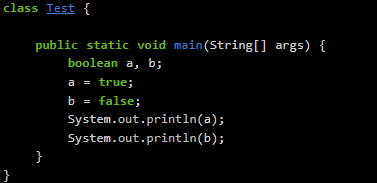 class Test {
public static void main(String[] args) {
boolean a, b;
a = true;
b = false;
System.out.println(a);
System.out.println(b);
}
}